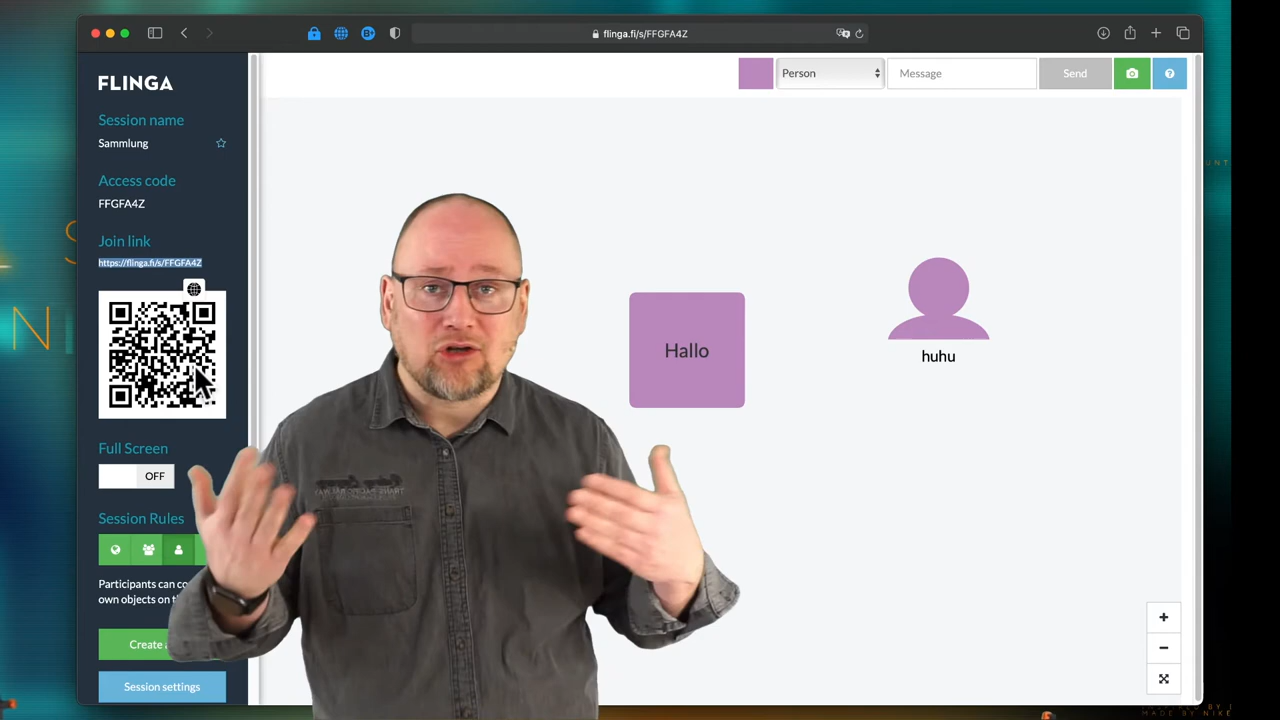 flinga.fi/s/FFGFA4Z
FLINGA
Person
Message
Send
Session name
Sammlung
Access code
FFGFA4Z
Join link
https://flinga.fi/s/FFGFA4Z
Hallo
huhu
Full Screen
OFF
Session Rules
Participants can co
own objects on th
Create
Session settings